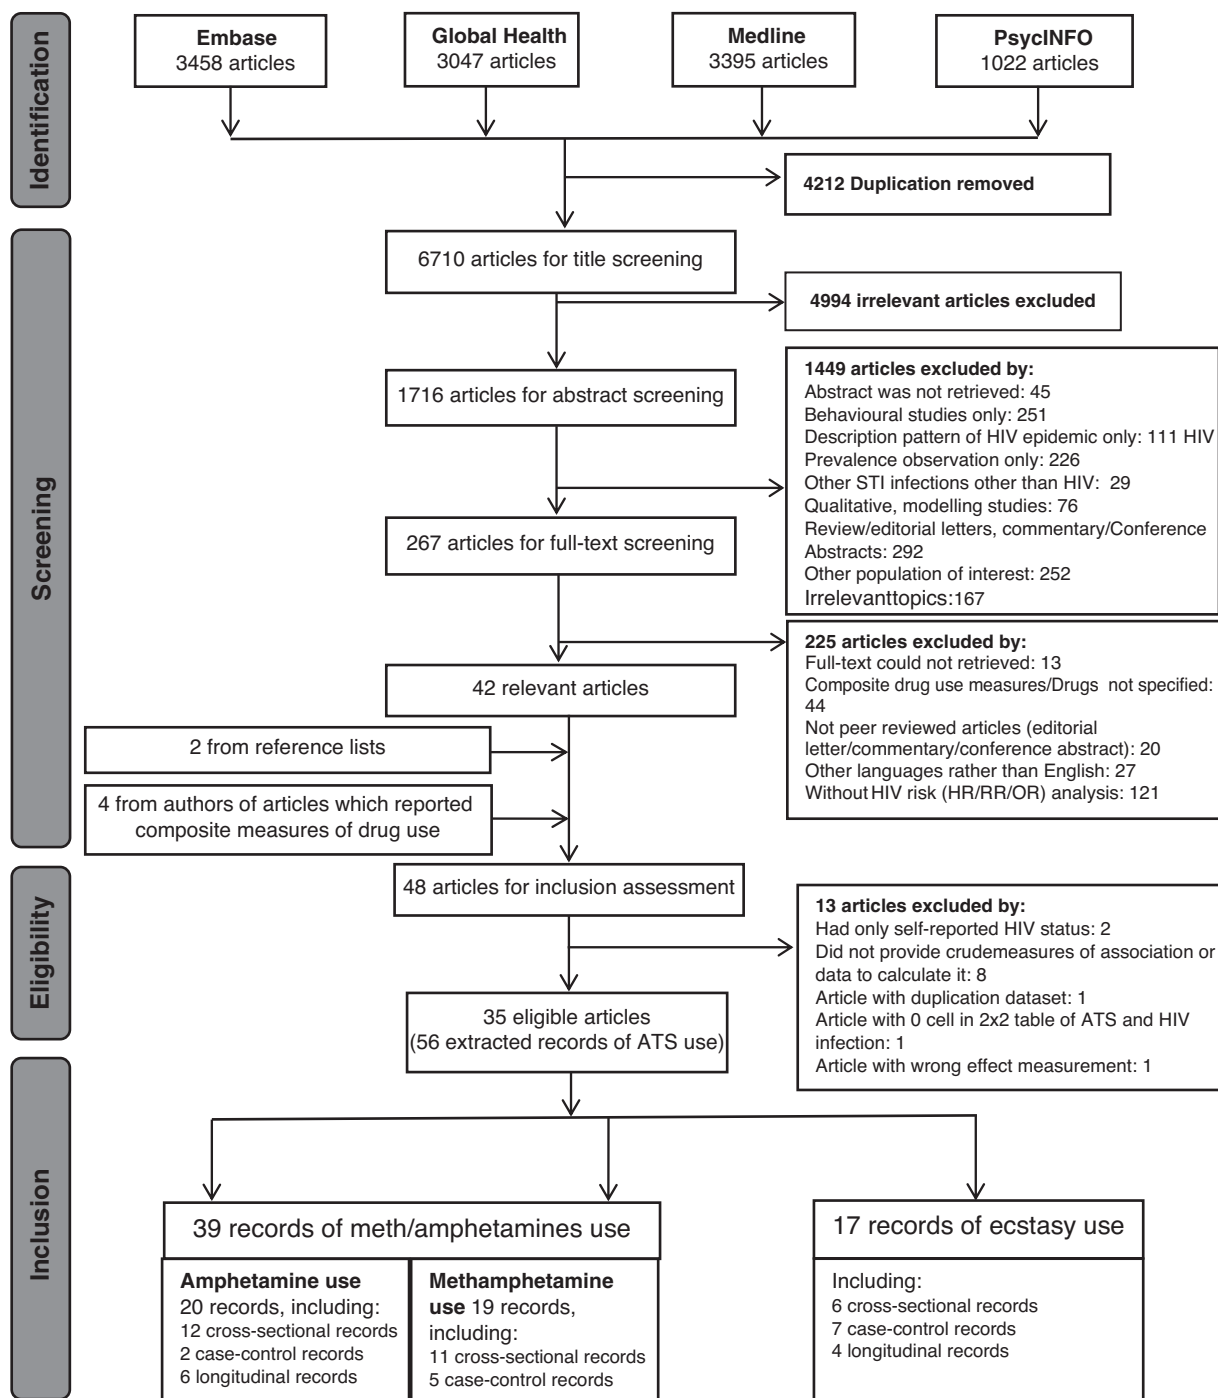 Identification
Embase
3458 articles
Global Health
3047 articles
Medline
3395 articles
PsycINFO
1022 articles
4212 Duplication removed
Screening
6710 articles for title screening
4994 irrelevant articles excluded
1716 articles for abstract screening
1449 articles excluded by:
Abstract was not retrieved: 45
Behavioural studies only: 251
Description pattern of HIV epidemic only: 111 HIV
Prevalence observation only: 226
Other STI infections other than HIV: 29
Qualitative, modelling studies: 76
Review/editorial letters, commentary/Conference
Abstracts: 292
Other population of interest: 252
Irrelevanttopics:167
267 articles for full-text screening
225 articles excluded by:
Full-text could not retrieved: 13
Composite drug use measures/Drugs not specified:
44
Not peer reviewed articles (editorial
letter/commentary/conference abstract): 20
Other languages rather than English: 27
Without HIV risk (HR/RR/OR) analysis: 121
42 relevant articles
2 from reference lists
4 from authors of articles which reported
composite measures of drug use
Eligibility
48 articles for inclusion assessment
13 articles excluded by:
Had only self-reported HIV status: 2
Did not provide crudemeasures of association or
data to calculate it: 8
Article with duplication dataset: 1
Article with 0 cell in 2x2 table of ATS and HIV
infection: 1
Article with wrong effect measurement: 1
35 eligible articles
(56 extracted records of ATS use)
Inclusion
39 records of meth/amphetamines use
Amphetamine use
20 records, including:
12 cross-sectional records
2 case-control records
6 longitudinal records
Methamphetamine
use 19 records,
including:
11 cross-sectional records
5 case-control records
17 records of ecstasy use
Including:
6 cross-sectional records
7 case-control records
4 longitudinal records